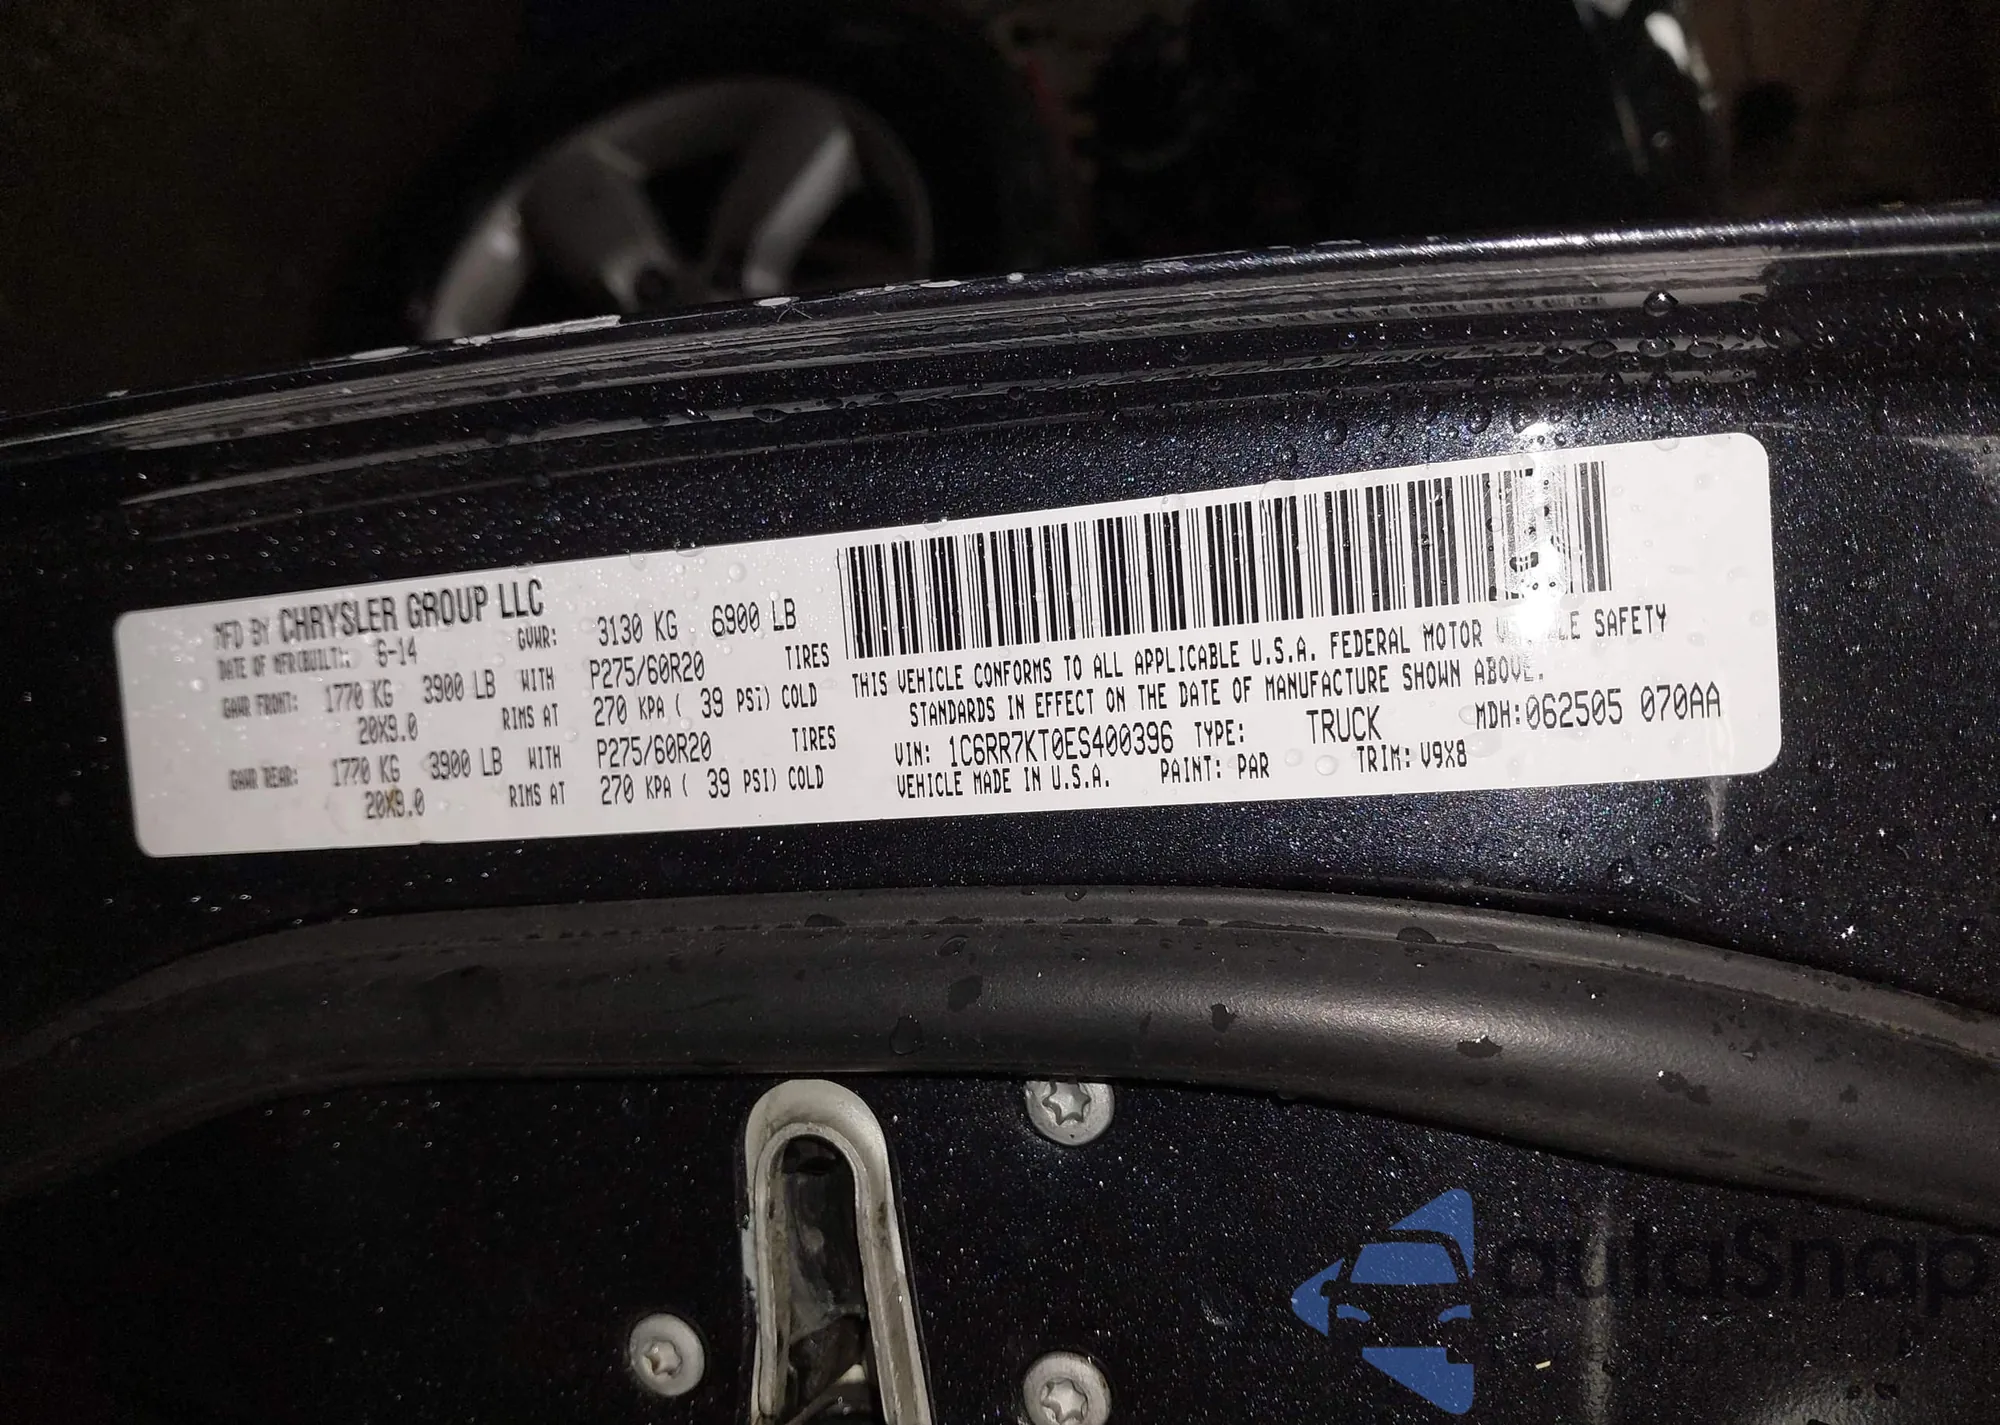 MFD BY CHRYSLER GROUP LLC
DATE OF MFR(BUILT): 6-14 GVWR: 3130 KG 6900 LB
GAWR FRONT: 1770 KG 3900 LB WITH P275/60R20 TIRES
20X9.0 RIMS AT 270 KPA ( 39 PSI) COLD
GAWR REAR: 1770 KG 3900 LB WITH P275/60R20 TIRES
20X9.0 RIMS AT 270 KPA ( 39 PSI) COLD
THIS VEHICLE CONFORMS TO ALL APPLICABLE U.S.A. FEDERAL MOTOR VEHICLE SAFETY
STANDARDS IN EFFECT ON THE DATE OF MANUFACTURE SHOWN ABOVE.
VIN: 1C6RR7KT0ES400396 TYPE: TRUCK MDH:062505 070AA
VEHICLE MADE IN U.S.A. PAINT: PAR TRIM: V9X8
autaSnap